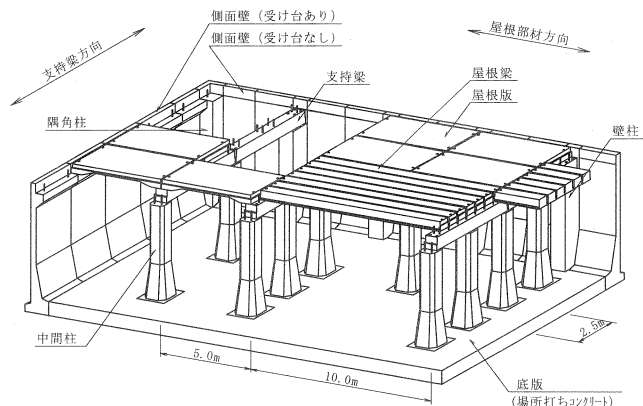 側面壁（受け台あり）
側面壁（受け台なし）
支持梁方向
屋根部材方向
支持梁
屋根梁
屋根版
隅角柱
壁柱
中間柱
5.0m
10.0m
2.5m
底版
(場所打ちｺﾝｸﾘｰﾄ)